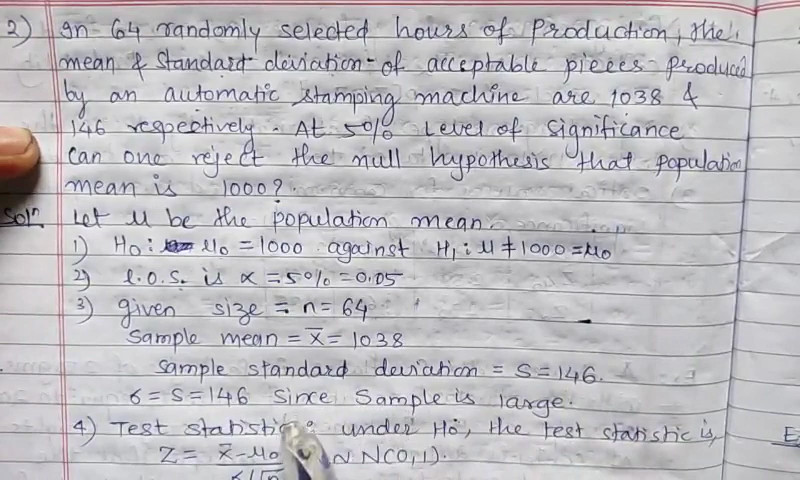 2) In 64 randomly selected hours of Production, the
mean & Standard deviation of acceptable pieces produced
by an automatic stamping machine are 1038 &
146 respectively. At 5% Level of significance
can one reject the null hypothesis that population
mean is 1000?
Solⁿ Let μ be the population mean.
1) H₀: μ₀ = 1000 against H₁: μ ≠ 1000 = μ₀
2) l.o.s. is α = 5% = 0.05
3) given size = n = 64
Sample mean = x̄ = 1038
Sample standard deviation = S = 146.
σ = S = 146 Since Sample is large.
4) Test statistic: under H₀, the test statistic is,
Z = x̄ - μ₀ ~ N(0,1).
σ/√n